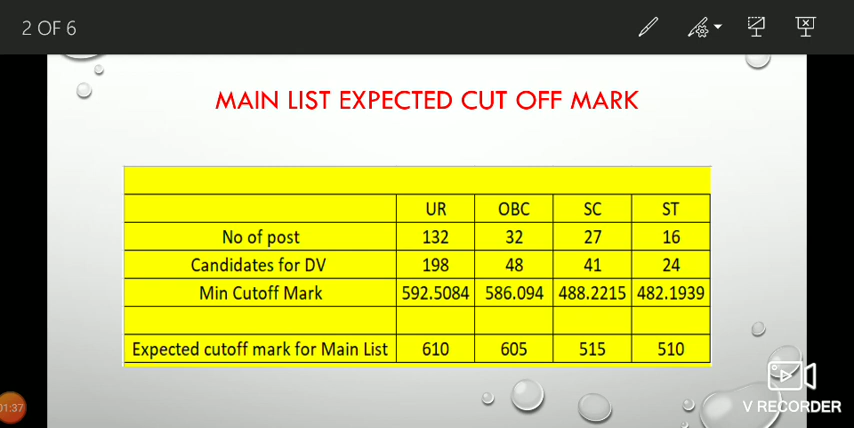 2 OF 6
MAIN LIST EXPECTED CUT OFF MARK
UR OBC SC ST
No of post 132 32 27 16
Candidates for DV 198 48 41 24
Min Cutoff Mark 592.5084 586.094 488.2215 482.1939
Expected cutoff mark for Main List 610 605 515 510
01:37
V RECORDER